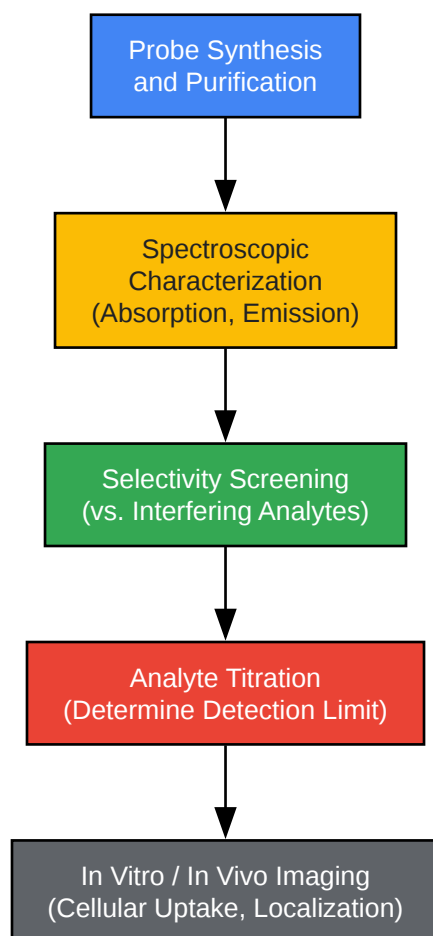 Probe Synthesis
and Purification
Spectroscopic
Characterization
(Absorption, Emission)
Selectivity Screening
(vs. Interfering Analytes)
Analyte Titration
(Determine Detection Limit)
In Vitro / In Vivo Imaging
(Cellular Uptake, Localization)